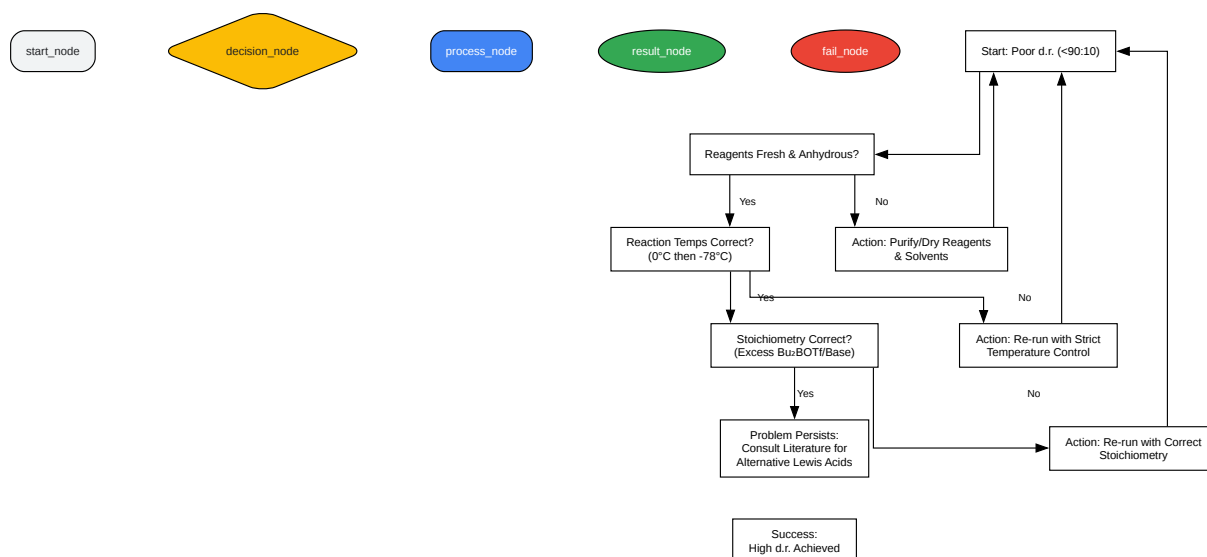 start_node
decision_node
process_node
result_node
fail_node
Start: Poor d.r. (<90:10)
Reagents Fresh & Anhydrous?
Yes
No
Reaction Temps Correct?
(0°C then -78°C)
Action: Purify/Dry Reagents
& Solvents
Yes
No
Stoichiometry Correct?
(Excess Bu₂BOTf/Base)
Action: Re-run with Strict
Temperature Control
Yes
No
Problem Persists:
Consult Literature for
Alternative Lewis Acids
Action: Re-run with Correct
Stoichiometry
Success:
High d.r. Achieved